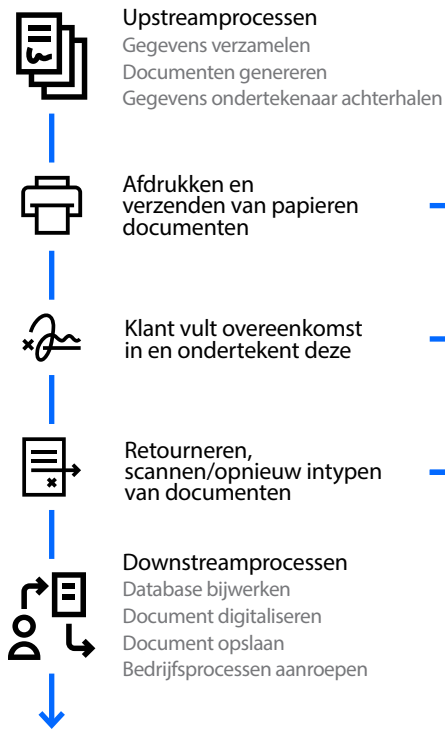 Upstreamprocessen
Gegevens verzamelen
Documenten genereren
Gegevens ondertekenaar achterhalen
Afdrukken en
verzenden van papieren
documenten
Klant vult overeenkomst
in en ondertekent deze
Retourneren,
scannen/opnieuw intypen
van documenten
Downstreamprocessen
Database bijwerken
Document digitaliseren
Document opslaan
Bedrijfsprocessen aanroepen